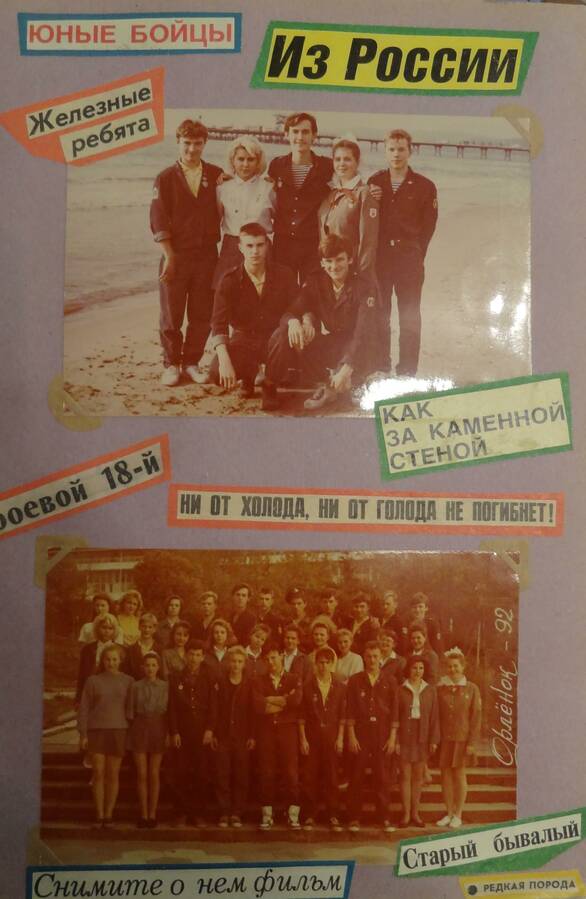 ЮНЫЕ БОЙЦЫ
Из России
Железные
ребята
КАК
ЗА КАМЕННОЙ
СТЕНОЙ
18-й
НИ ОТ ХОЛОДА, НИ ОТ ГОЛОДА НЕ ПОГИБНЕТ!
Орлёнок - 92
Старый бывалый
Снимите о нем фильм
РЕДКАЯ ПОРОДА